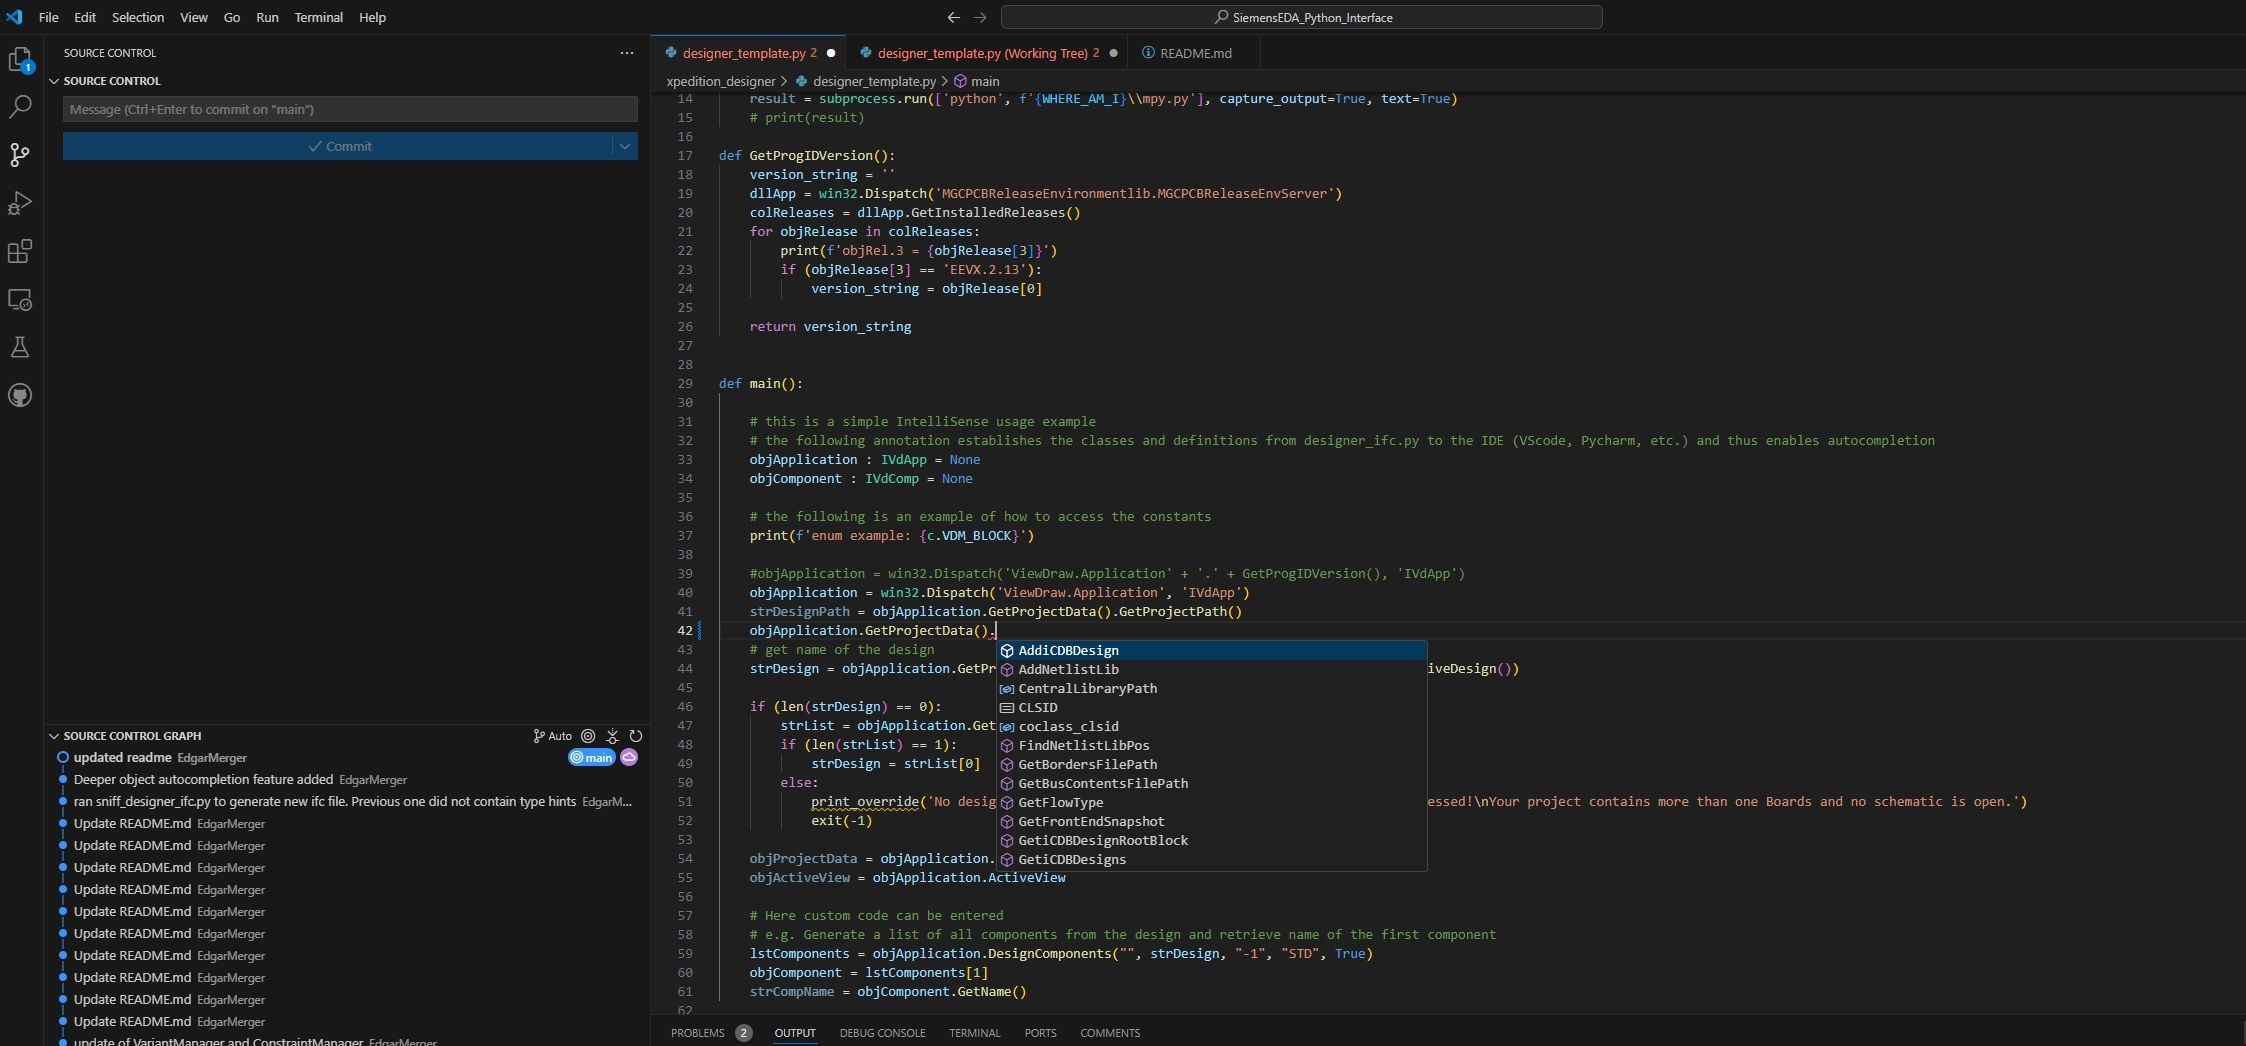 File Edit Selection View Go Run Terminal Help
SiemensEDA_Python_Interface
1
SOURCE CONTROL
SOURCE CONTROL
Message (Ctrl+Enter to commit on "main")
Commit
SOURCE CONTROL GRAPH Auto
updated readme EdgarMerger main
Deeper object autocompletion feature added EdgarMerger
ran sniff_designer_ifc.py to generate new ifc file. Previous one did not contain type hints EdgarM...
Update README.md EdgarMerger
Update README.md EdgarMerger
Update README.md EdgarMerger
Update README.md EdgarMerger
Update README.md EdgarMerger
Update README.md EdgarMerger
Update README.md EdgarMerger
Update README.md EdgarMerger
Update README.md EdgarMerger
Update README.md EdgarMerger
update of VariantManager and ConstraintManager EdgarMerger
designer_template.py 2 designer_template.py (Working Tree) 2 README.md
xpedition_designer > designer_template.py > main
14 result = subprocess.run(['python', f'{WHERE_AM_I}\\mpy.py'], capture_output=True, text=True)
15 # print(result)
16
17 def GetProgIDVersion():
18 version_string = ''
19 dllApp = win32.Dispatch('MGCPCBReleaseEnvironmentlib.MGCPCBReleaseEnvServer')
20 colReleases = dllApp.GetInstalledReleases()
21 for objRelease in colReleases:
22 print(f'objRel.3 = {objRelease[3]}')
23 if (objRelease[3] == 'EEVX.2.13'):
24 version_string = objRelease[0]
25
26 return version_string
27
28
29 def main():
30
31 # this is a simple IntelliSense usage example
32 # the following annotation establishes the classes and definitions from designer_ifc.py to the IDE (VScode, Pycharm, etc.) and thus enables autocompletion
33 objApplication : IVdApp = None
34 objComponent : IVdComp = None
35
36 # the following is an example of how to access the constants
37 print(f'enum example: {c.VDM_BLOCK}')
38
39 #objApplication = win32.Dispatch('ViewDraw.Application' + '.' + GetProgIDVersion(), 'IVdApp')
40 objApplication = win32.Dispatch('ViewDraw.Application', 'IVdApp')
41 strDesignPath = objApplication.GetProjectData().GetProjectPath()
42 objApplication.GetProjectData().
43 # get name of the design
44 strDesign = objApplication.GetPr iveDesign())
45
46 if (len(strDesign) == 0):
47 strList = objApplication.Get
48 if (len(strList) == 1):
49 strDesign = strList[0]
50 else:
51 print_override('No desig essed!\nYour project contains more than one Boards and no schematic is open.')
52 exit(-1)
53
54 objProjectData = objApplication.
55 objActiveView = objApplication.ActiveView
56
57 # Here custom code can be entered
58 # e.g. Generate a list of all components from the design and retrieve name of the first component
59 lstComponents = objApplication.DesignComponents("", strDesign, "-1", "STD", True)
60 objComponent = lstComponents[1]
61 strCompName = objComponent.GetName()
62
AddiCDBDesign
AddNetlistLib
CentralLibraryPath
CLSID
coclass_clsid
FindNetlistLibPos
GetBordersFilePath
GetBusContentsFilePath
GetFlowType
GetFrontEndSnapshot
GetiCDBDesignRootBlock
GetiCDBDesigns
PROBLEMS 2 OUTPUT DEBUG CONSOLE TERMINAL PORTS COMMENTS